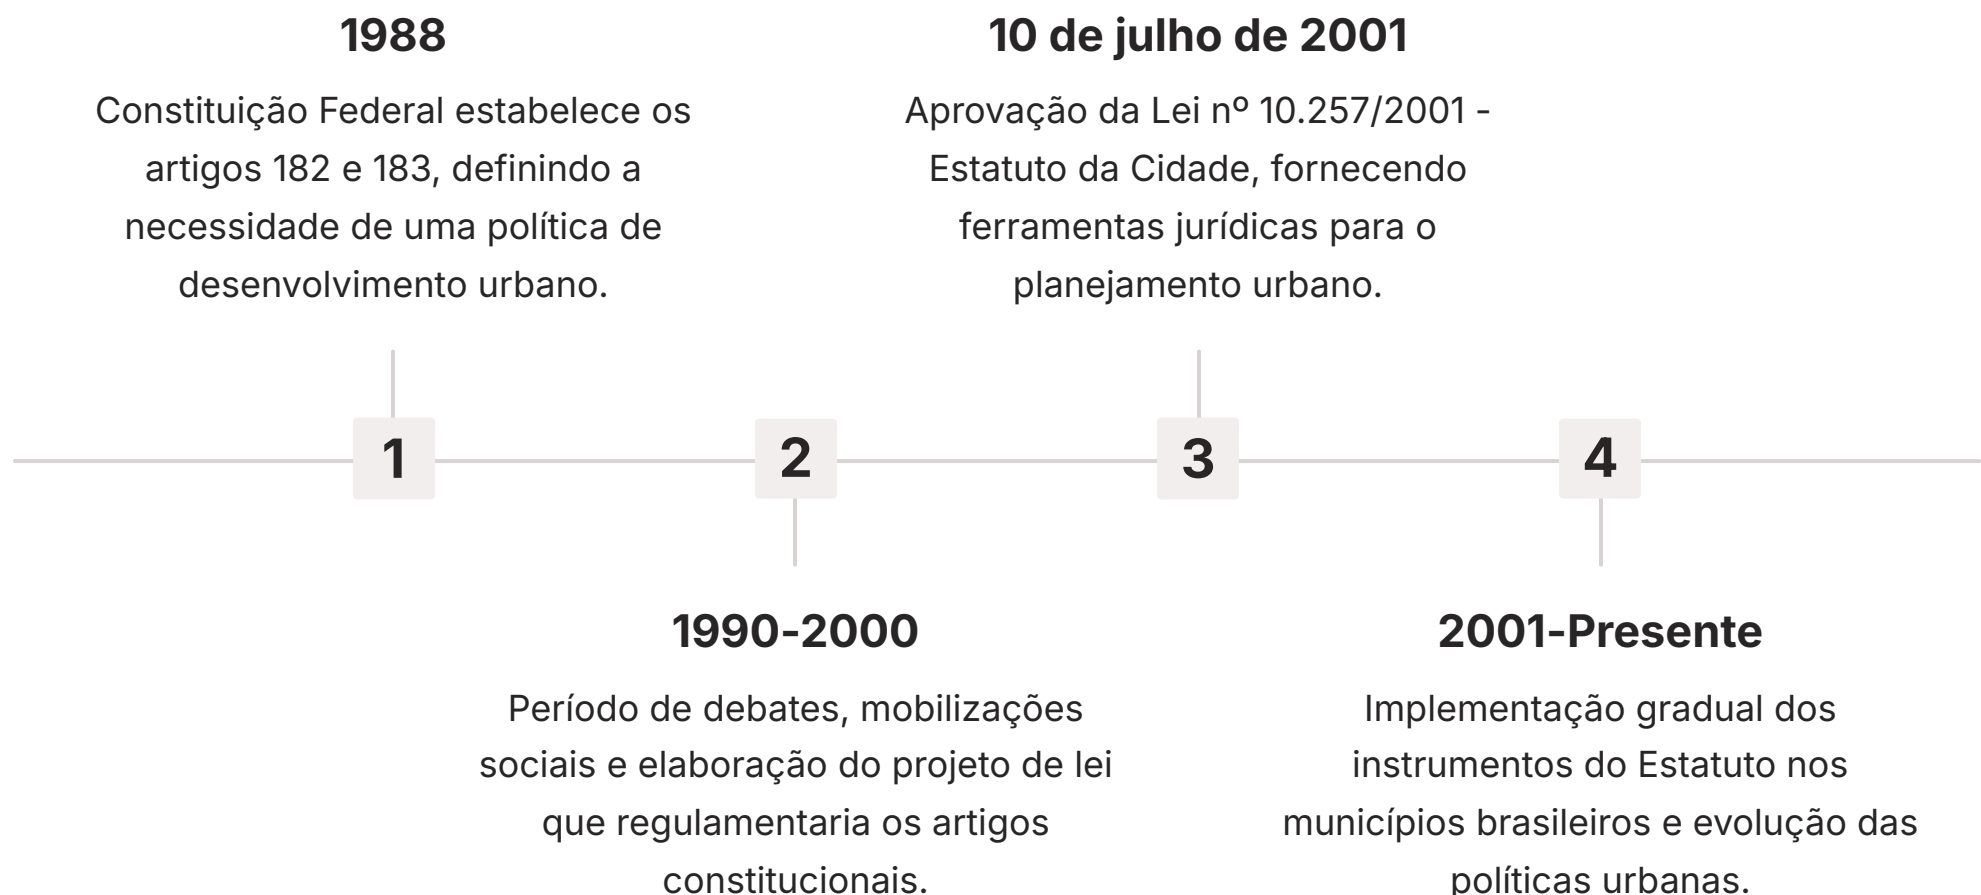 1988
Constituição Federal estabelece os
artigos 182 e 183, definindo a
necessidade de uma política de
desenvolvimento urbano.
10 de julho de 2001
Aprovação da Lei nº 10.257/2001 -
Estatuto da Cidade, fornecendo
ferramentas jurídicas para o
planejamento urbano.
1
2
3
4
1990-2000
Período de debates, mobilizações
sociais e elaboração do projeto de lei
que regulamentaria os artigos
constitucionais.
2001-Presente
Implementação gradual dos
instrumentos do Estatuto nos
municípios brasileiros e evolução das
políticas urbanas.